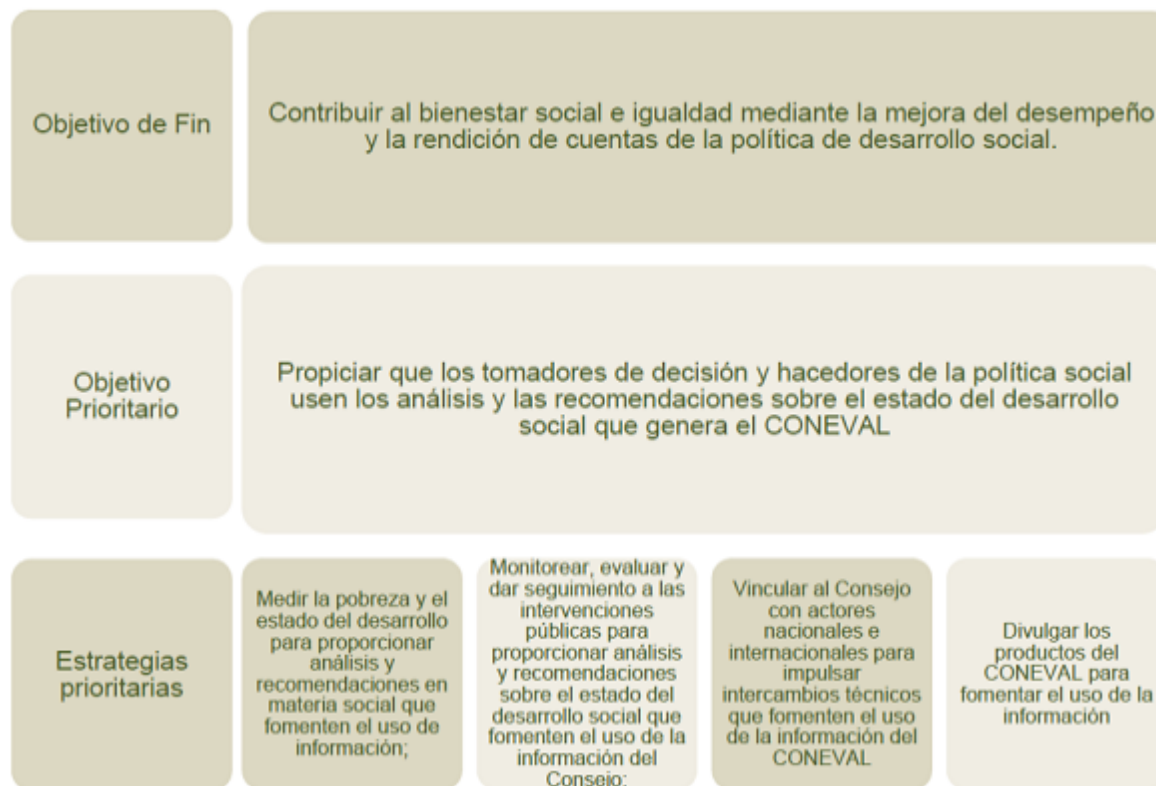 Objetivo de Fin
Contribuir al bienestar social e igualdad mediante la mejora del desempeño
y la rendición de cuentas de la política de desarrollo social.
Objetivo
Prioritario
Propiciar que los tomadores de decisión y hacedores de la política social
usen los análisis y las recomendaciones sobre el estado del desarrollo
social que genera el CONEVAL
Estrategias
prioritarias
Medir la pobreza y el
estado del desarrollo
para proporcionar
análisis y
recomendaciones en
materia social que
fomenten el uso de
información;
Monitorear, evaluar y
dar seguimiento a las
intervenciones
públicas para
proporcionar análisis
y recomendaciones
sobre el estado del
desarrollo social que
fomenten el uso de la
información del
Consejo;
Vincular al Consejo
con actores
nacionales e
internacionales para
impulsar
intercambios técnicos
que fomenten el uso
de la información del
CONEVAL
Divulgar los
productos del
CONEVAL para
fomentar el uso de la
información